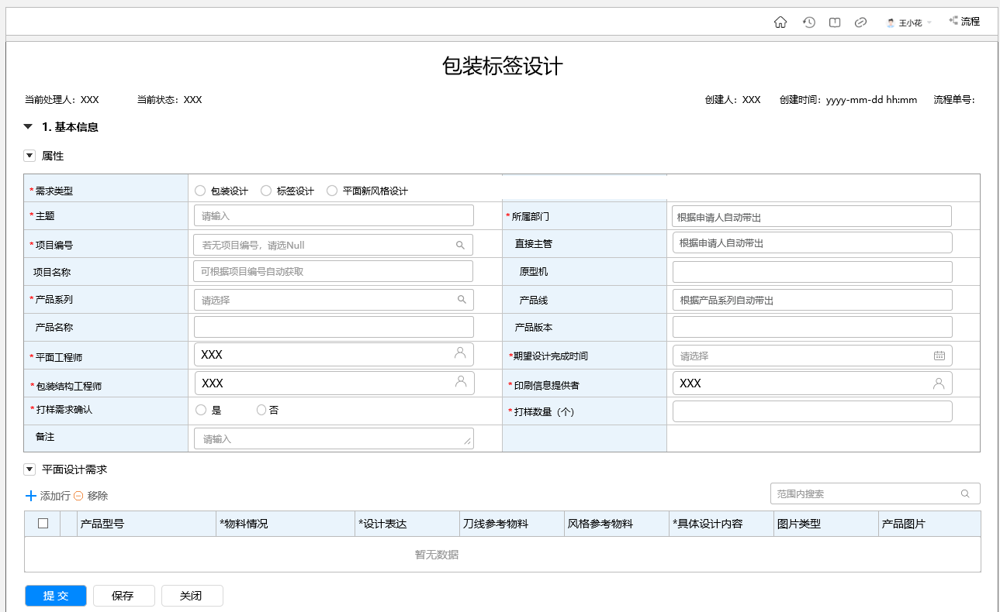 王小花 流程
包装标签设计
当前处理人：XXX 当前状态：XXX 创建人：XXX 创建时间：yyyy-mm-dd hh:mm 流程单号：
1. 基本信息
属性
*需求类型 包装设计 标签设计 平面新风格设计
*主题 请输入 *所属部门 根据申请人自动带出
*项目编号 若无项目编号，请选Null 直接主管 根据申请人自动带出
项目名称 可根据项目编号自动获取 原型机
*产品系列 请选择 产品线 根据产品系列自动带出
产品名称 产品版本
*平面工程师 XXX *期望设计完成时间 请选择
*包装结构工程师 XXX *印刷信息提供者 XXX
*打样需求确认 是 否 *打样数量（个）
备注 请输入
平面设计需求
添加行 移除 范围内搜索
产品型号 *物料情况 *设计表达 刀线参考物料 风格参考物料 *具体设计内容 图片类型 产品图片
暂无数据
提 交 保存 关闭